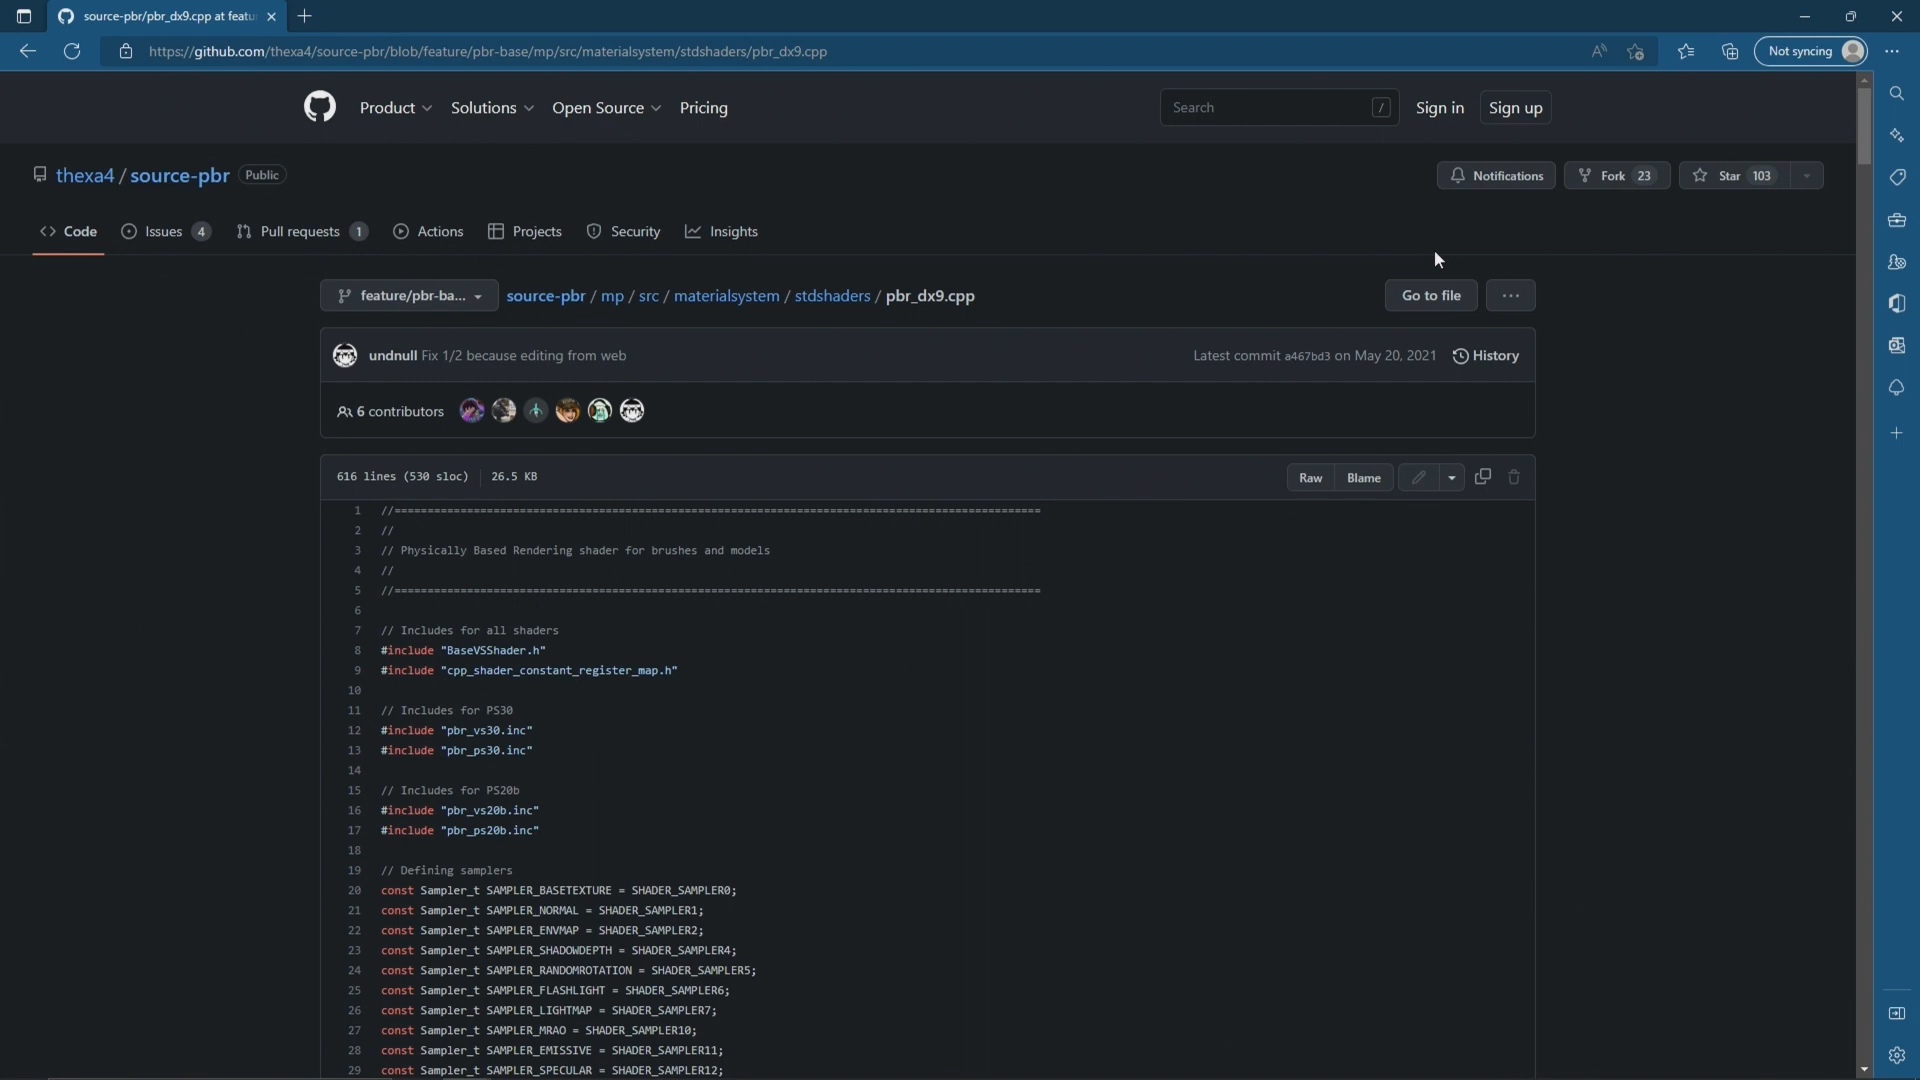 source-pbr/pbr_dx9.cpp at featu
https://github.com/thexa4/source-pbr/blob/feature/pbr-base/mp/src/materialsystem/stdshaders/pbr_dx9.cpp
Not syncing
Product Solutions Open Source Pricing Search / Sign in Sign up
thexa4 / source-pbr Public Notifications Fork 23 Star 103
Code Issues 4 Pull requests 1 Actions Projects Security Insights
feature/pbr-ba... source-pbr / mp / src / materialsystem / stdshaders / pbr_dx9.cpp Go to file ...
undnull Fix 1/2 because editing from web Latest commit a467bd3 on May 20, 2021 History
6 contributors
616 lines (530 sloc) 26.5 KB Raw Blame
1 //===================================================================================================
2 //
3 // Physically Based Rendering shader for brushes and models
4 //
5 //===================================================================================================
6
7 // Includes for all shaders
8 #include "BaseVSShader.h"
9 #include "cpp_shader_constant_register_map.h"
10
11 // Includes for PS30
12 #include "pbr_vs30.inc"
13 #include "pbr_ps30.inc"
14
15 // Includes for PS20b
16 #include "pbr_vs20b.inc"
17 #include "pbr_ps20b.inc"
18
19 // Defining samplers
20 const Sampler_t SAMPLER_BASETEXTURE = SHADER_SAMPLER0;
21 const Sampler_t SAMPLER_NORMAL = SHADER_SAMPLER1;
22 const Sampler_t SAMPLER_ENVMAP = SHADER_SAMPLER2;
23 const Sampler_t SAMPLER_SHADOWDEPTH = SHADER_SAMPLER4;
24 const Sampler_t SAMPLER_RANDOMROTATION = SHADER_SAMPLER5;
25 const Sampler_t SAMPLER_FLASHLIGHT = SHADER_SAMPLER6;
26 const Sampler_t SAMPLER_LIGHTMAP = SHADER_SAMPLER7;
27 const Sampler_t SAMPLER_MRAO = SHADER_SAMPLER10;
28 const Sampler_t SAMPLER_EMISSIVE = SHADER_SAMPLER11;
29 const Sampler_t SAMPLER_SPECULAR = SHADER_SAMPLER12;